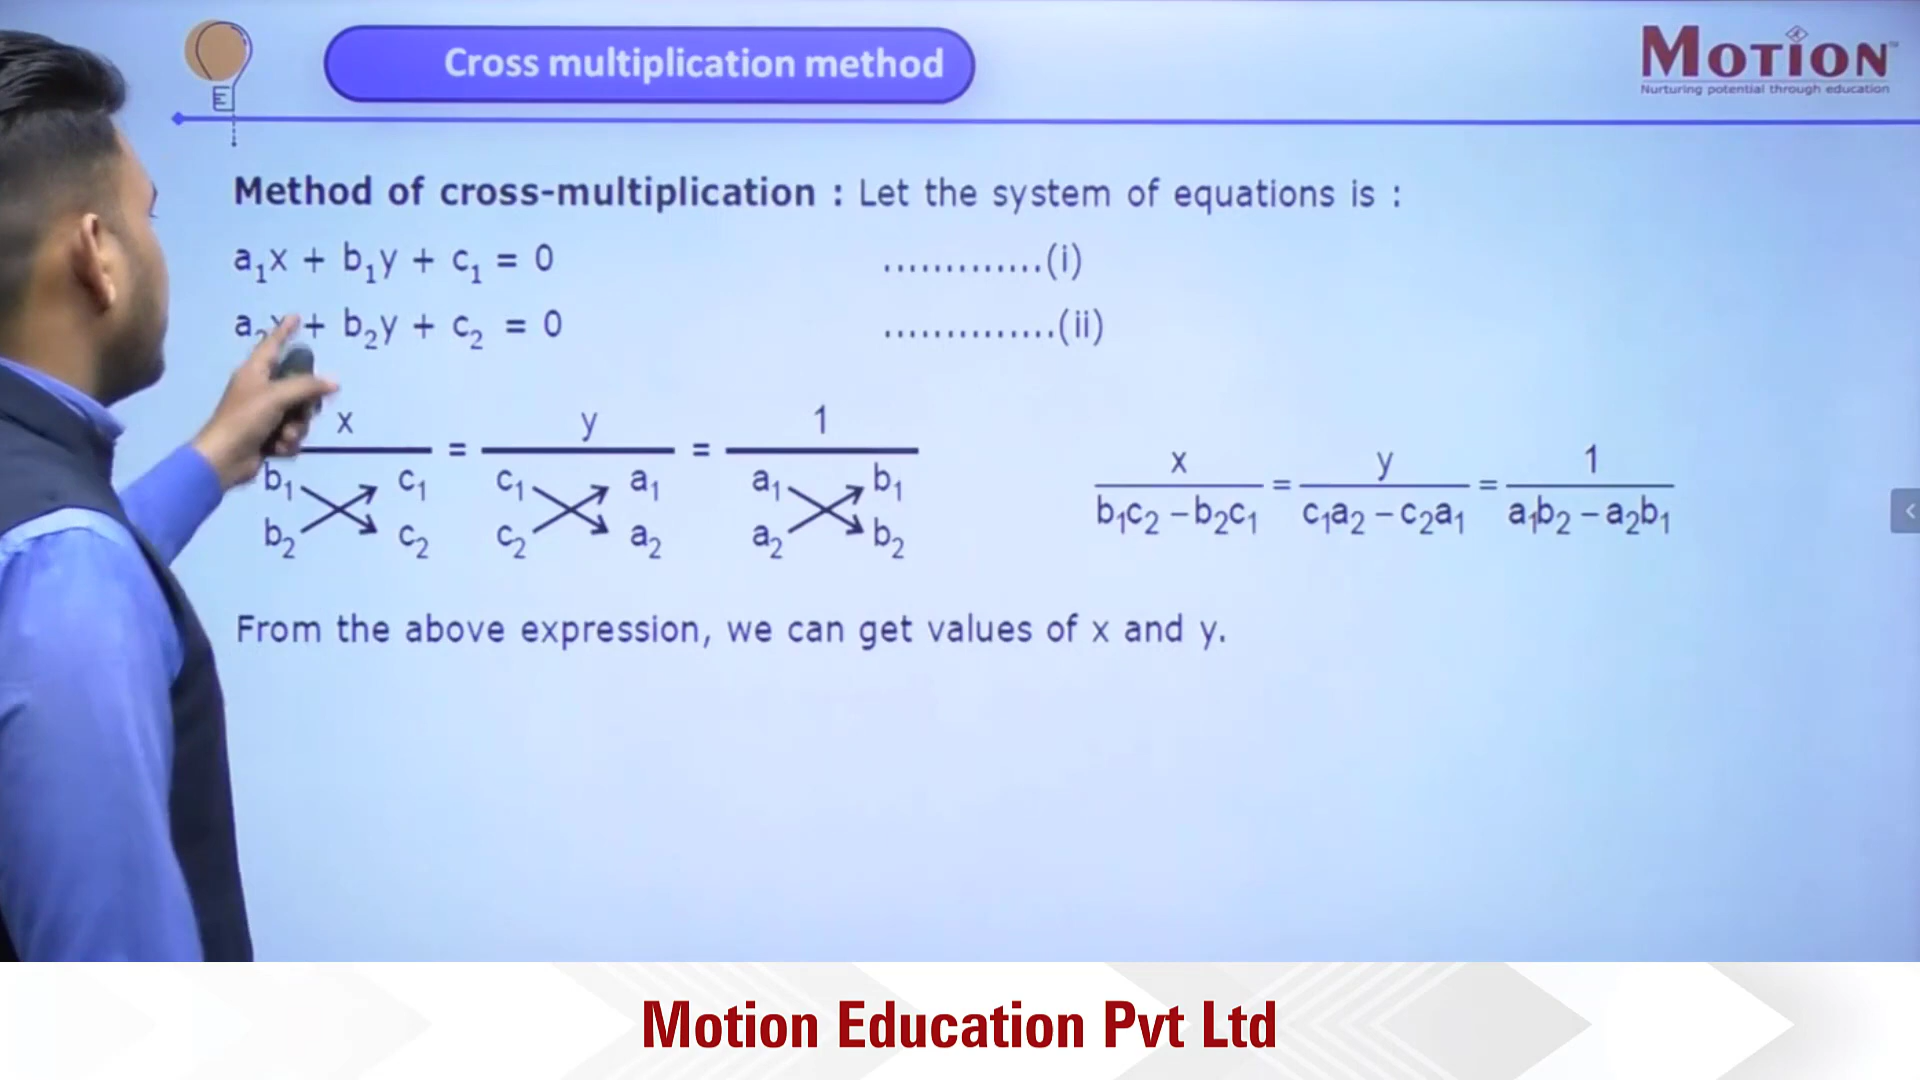 Cross multiplication method
MOTION
Nurturing potential through education
Method of cross-multiplication : Let the system of equations is :
a₁x + b₁y + c₁ = 0 .............(i)
a₂x + b₂y + c₂ = 0 ..............(ii)
x = y = 1
b₁ c₁ c₁ a₁ a₁ b₁
b₂ c₂ c₂ a₂ a₂ b₂
x/(b₁c₂ – b₂c₁) = y/(c₁a₂ – c₂a₁) = 1/(a₁b₂ – a₂b₁)
From the above expression, we can get values of x and y.
Motion Education Pvt Ltd